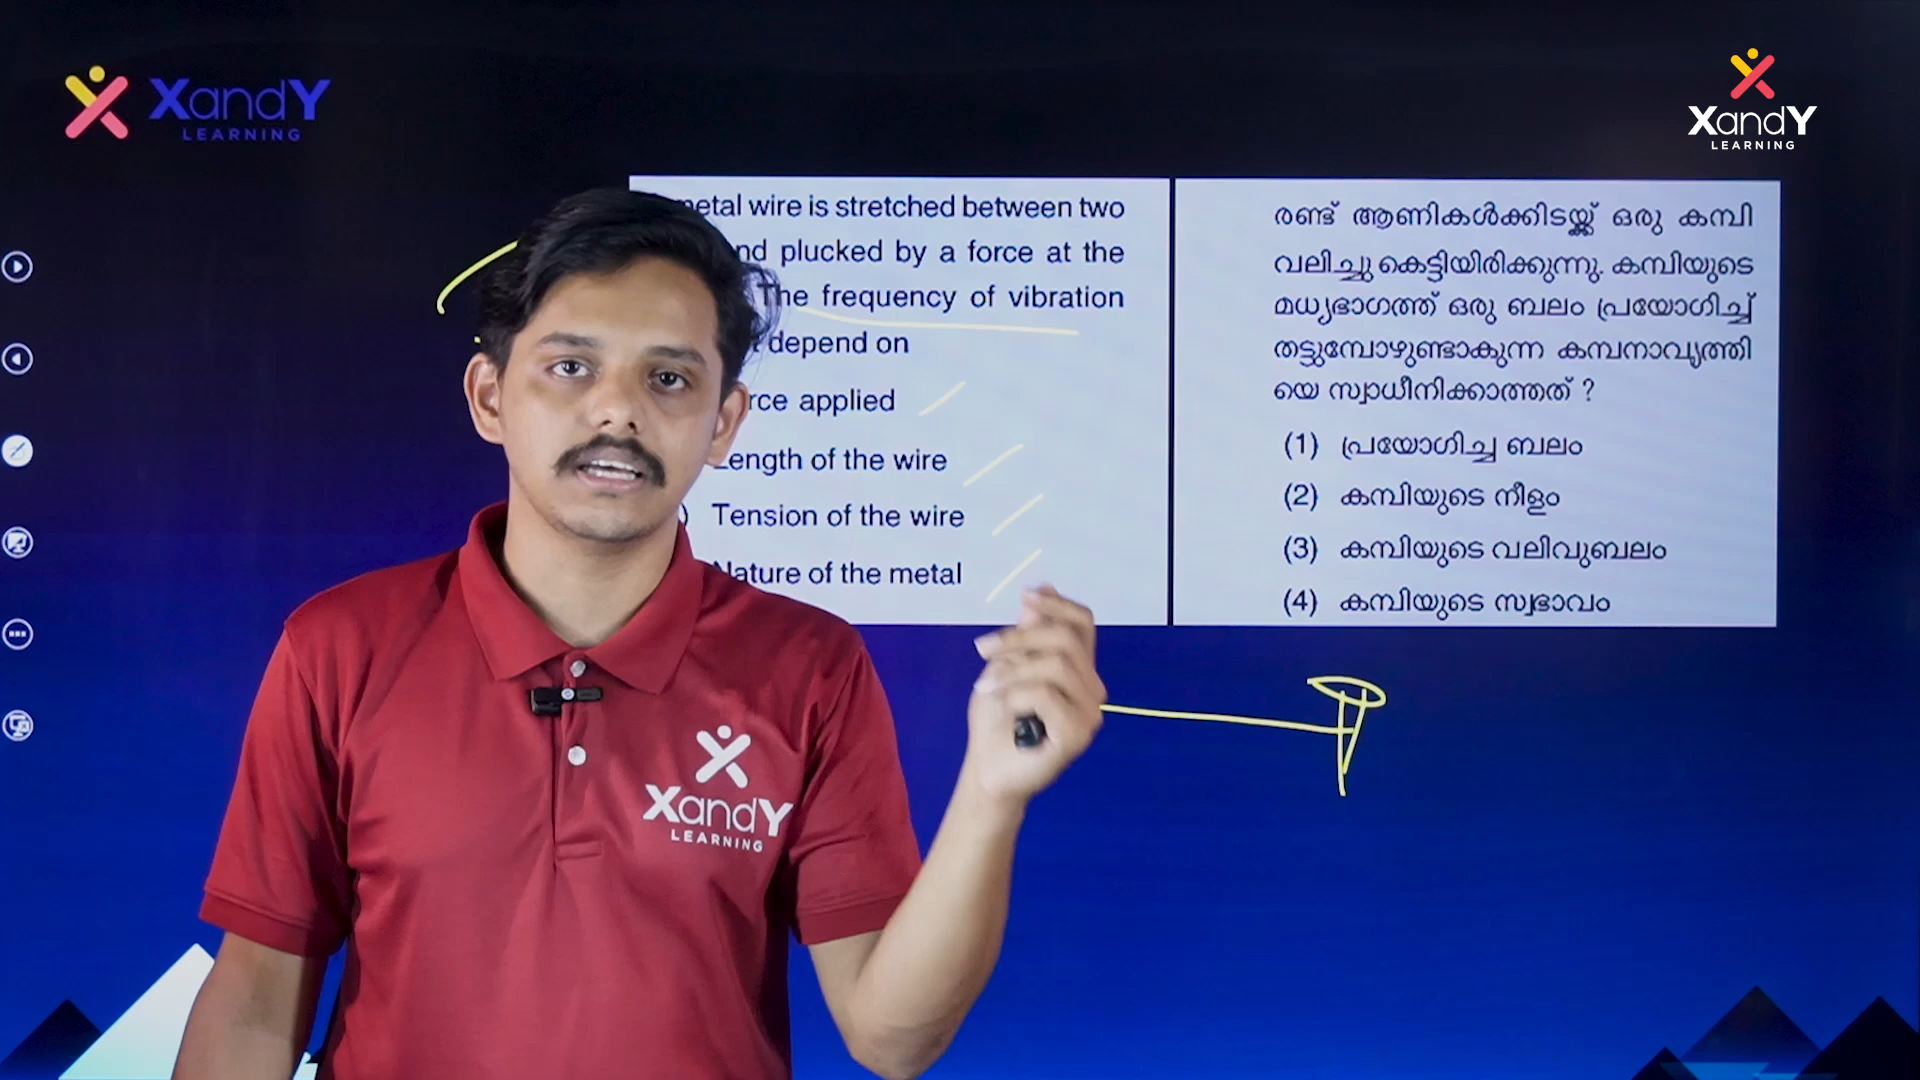 XandY
LEARNING
XandY
LEARNING
metal wire is stretched between two
nd plucked by a force at the
The frequency of vibration
depend on
rce applied
Length of the wire
Tension of the wire
Nature of the metal
രണ്ട് ആണികൾക്കിടയ്ക്ക് ഒരു കമ്പി
വലിച്ചു കെട്ടിയിരിക്കുന്നു. കമ്പിയുടെ
മധ്യഭാഗത്ത് ഒരു ബലം പ്രയോഗിച്ച്
തട്ടുമ്പോഴുണ്ടാകുന്ന കമ്പനാവൃത്തി
യെ സ്വാധീനിക്കാത്തത് ?
(1) പ്രയോഗിച്ച ബലം
(2) കമ്പിയുടെ നീളം
(3) കമ്പിയുടെ വലിവുബലം
(4) കമ്പിയുടെ സ്വഭാവം
XandY
LEARNING